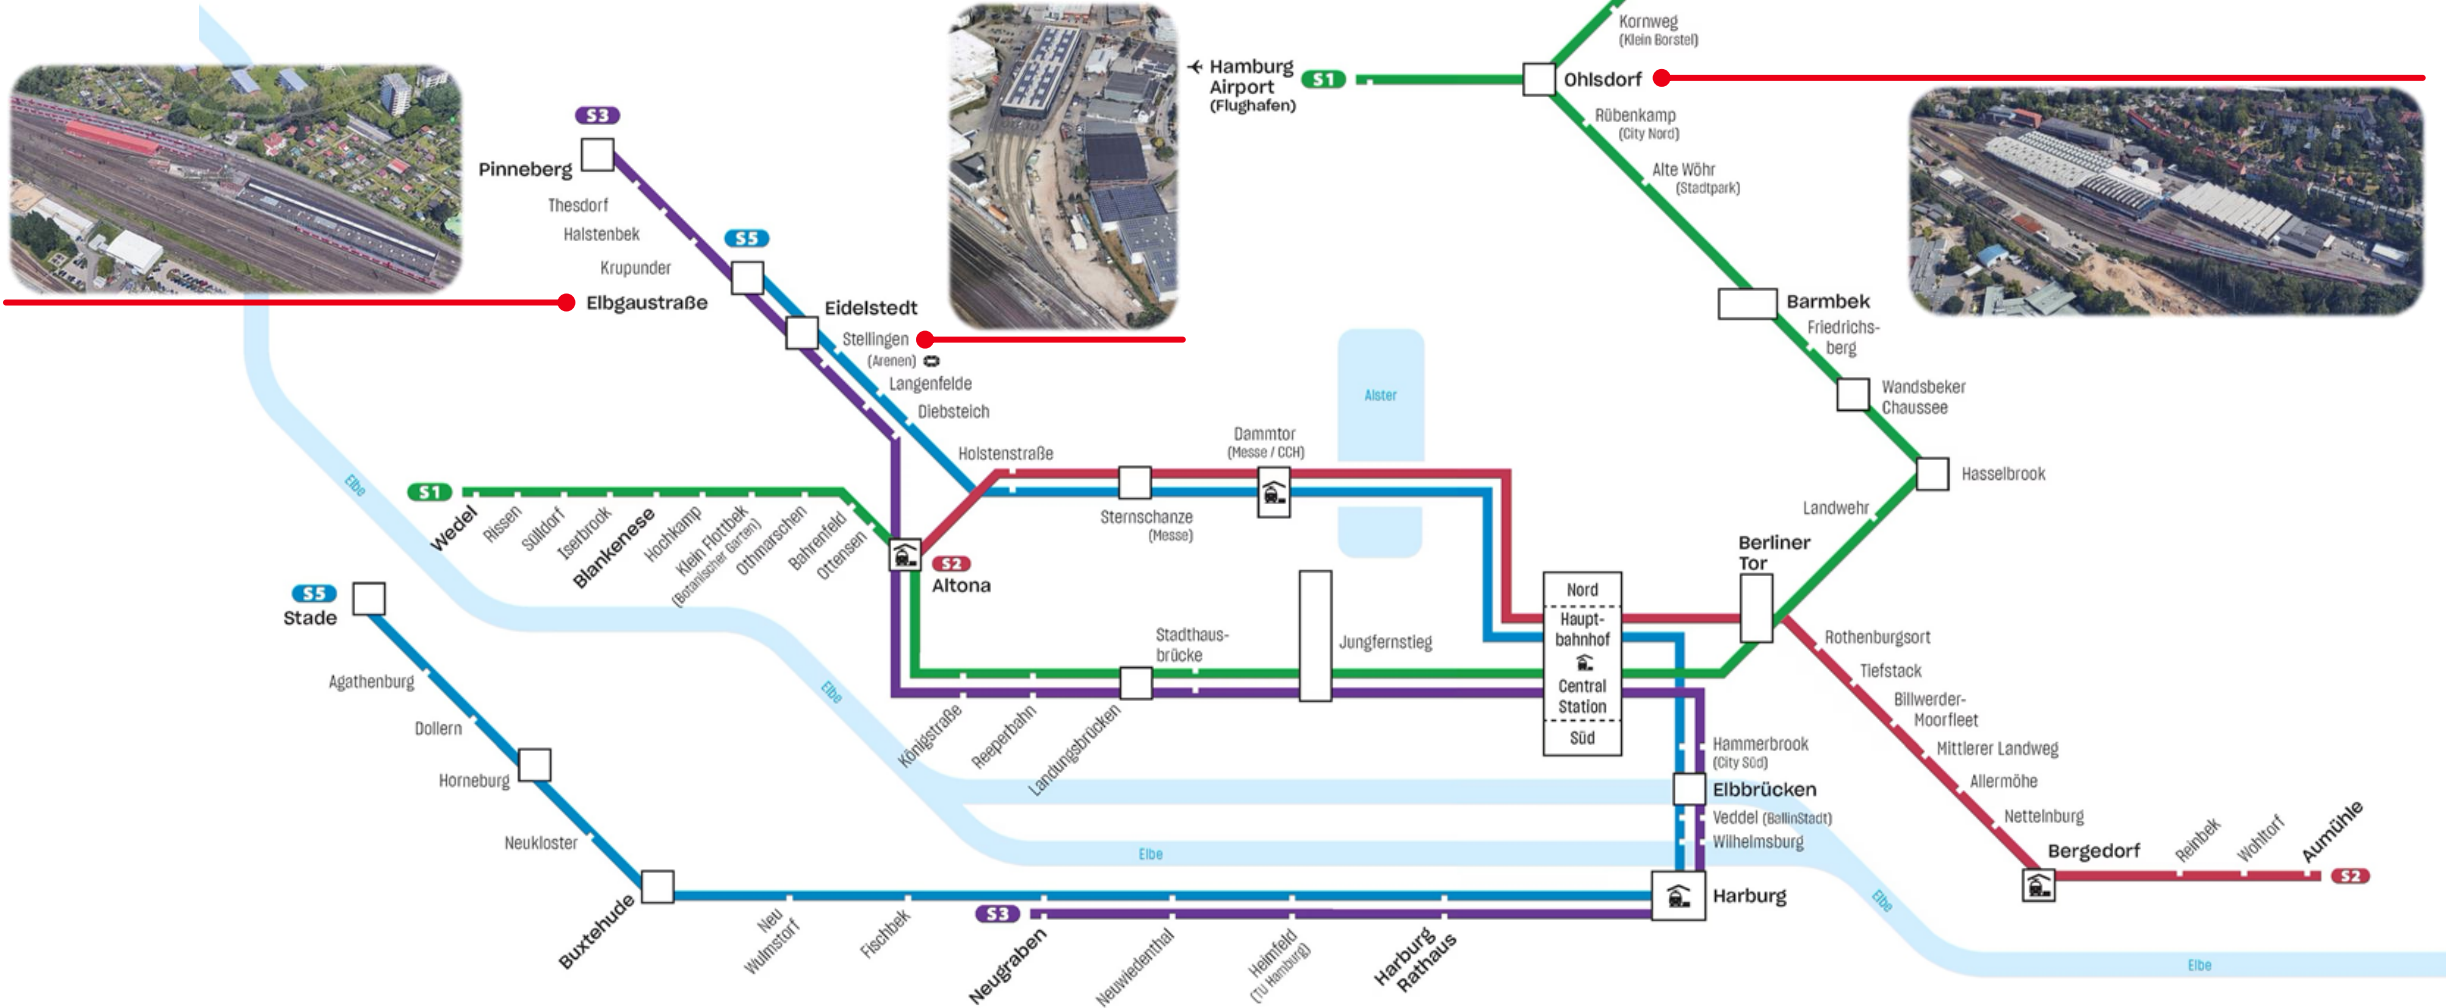 Kornweg
(Klein Borstel)
Hamburg
Airport
(Flughafen)
S1
Ohlsdorf
Rübenkamp
(City Nord)
Alte Wöhr
(Stadtpark)
S3
Pinneberg
Thesdorf
Halstenbek
Krupunder
S5
Elbgaustraße
Eidelstedt
Stellingen
(Arenen)
Langenfelde
Diebsteich
Barmbek
Friedrichs-
berg
Wandsbeker
Chaussee
Alster
Hasselbrook
Landwehr
Holstenstraße
Dammtor
(Messe / CCH)
Sternschanze
(Messe)
Elbe
S1
Wedel
Rissen
Sülldorf
Iserbrook
Blankenese
Hochkamp
Klein Flottbek
(Botanischer Garten)
Othmarschen
Bahrenfeld
Ottensen
S2
Altona
Berliner
Tor
S5
Stade
Nord
Haupt-
bahnhof
Central
Station
Süd
Stadthaus-
brücke
Jungfernstieg
Rothenburgsort
Tiefstack
Billwerder-
Moorfleet
Mittlerer Landweg
Allermöhe
Nettelnburg
Agathenburg
Dollern
Horneburg
Neukloster
Elbe
Königstraße
Reeperbahn
Landungsbrücken
Hammerbrook
(City Süd)
Elbbrücken
Veddel (BallinStadt)
Wilhelmsburg
Elbe
Harburg
Bergedorf
Reinbek
Wohltorf
Aumühle
S2
Elbe
Buxtehude
Neu
Wulmstorf
Fischbek
S3
Neugraben
Neuwiedenthal
Heimfeld
(TU Hamburg)
Harburg
Rathaus
Elbe